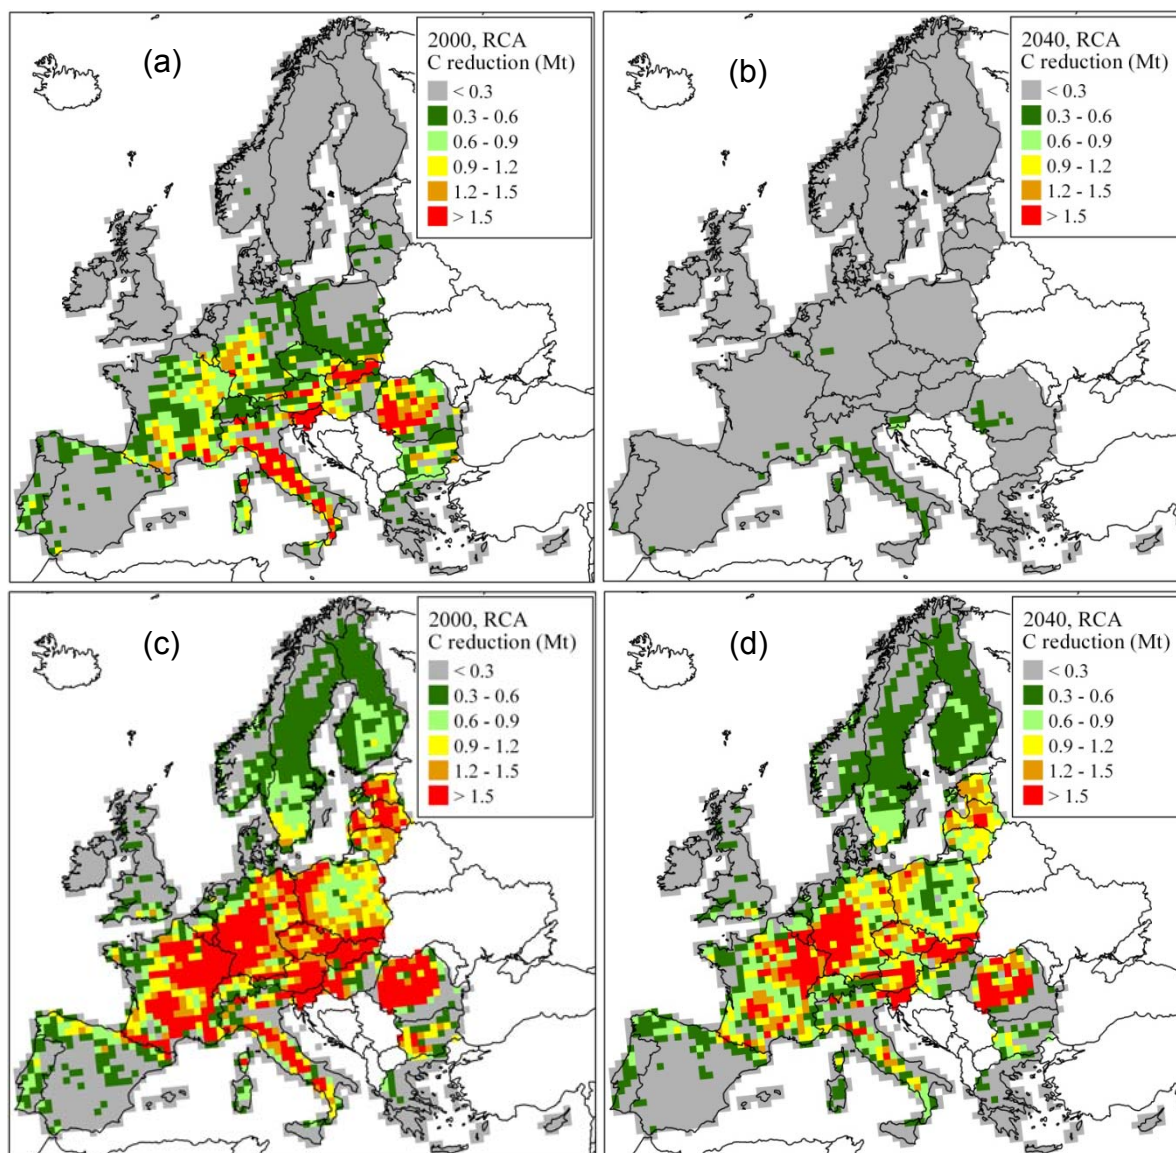 (a)
2000, RCA
C reduction (Mt)
< 0.3
0.3 - 0.6
0.6 - 0.9
0.9 - 1.2
1.2 - 1.5
> 1.5
(b)
2040, RCA
C reduction (Mt)
< 0.3
0.3 - 0.6
0.6 - 0.9
0.9 - 1.2
1.2 - 1.5
> 1.5
(c)
2000, RCA
C reduction (Mt)
< 0.3
0.3 - 0.6
0.6 - 0.9
0.9 - 1.2
1.2 - 1.5
> 1.5
(d)
2040, RCA
C reduction (Mt)
< 0.3
0.3 - 0.6
0.6 - 0.9
0.9 - 1.2
1.2 - 1.5
> 1.5